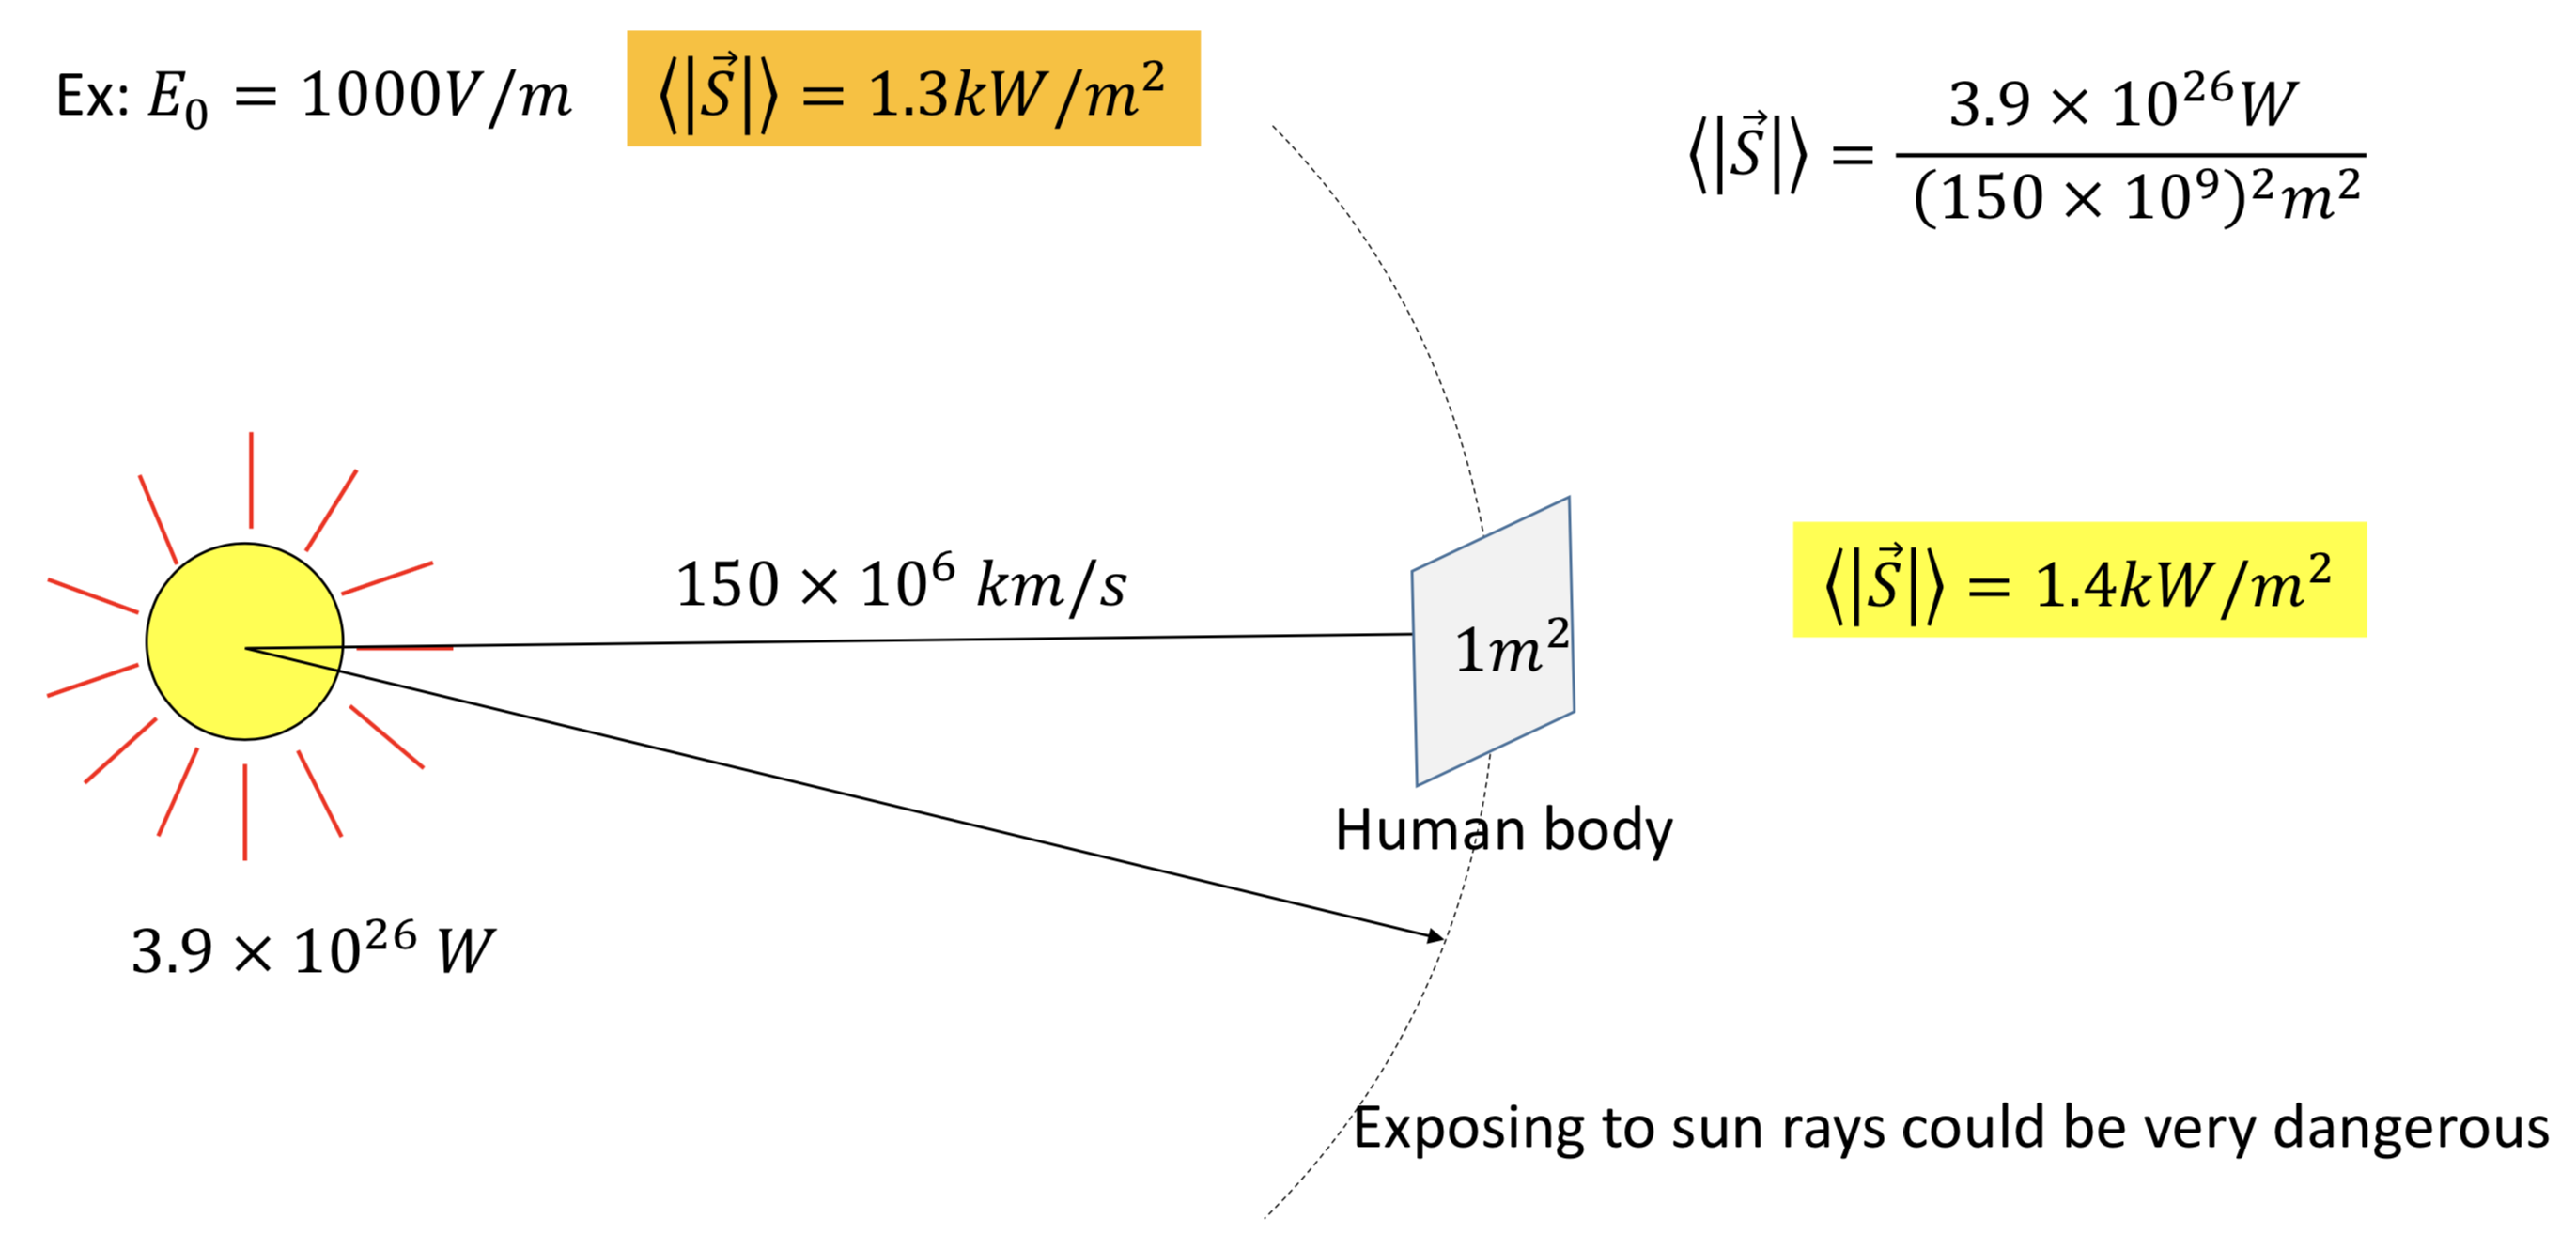 Ex: E₀ = 1000V/m
⟨|S⃗|⟩ = 1.3kW/m²
⟨|S⃗|⟩ = 3.9 × 10²⁶W / (150 × 10⁹)²m²
150 × 10⁶ km/s
1m²
⟨|S⃗|⟩ = 1.4kW/m²
Human body
3.9 × 10²⁶ W
Exposing to sun rays could be very dangerous